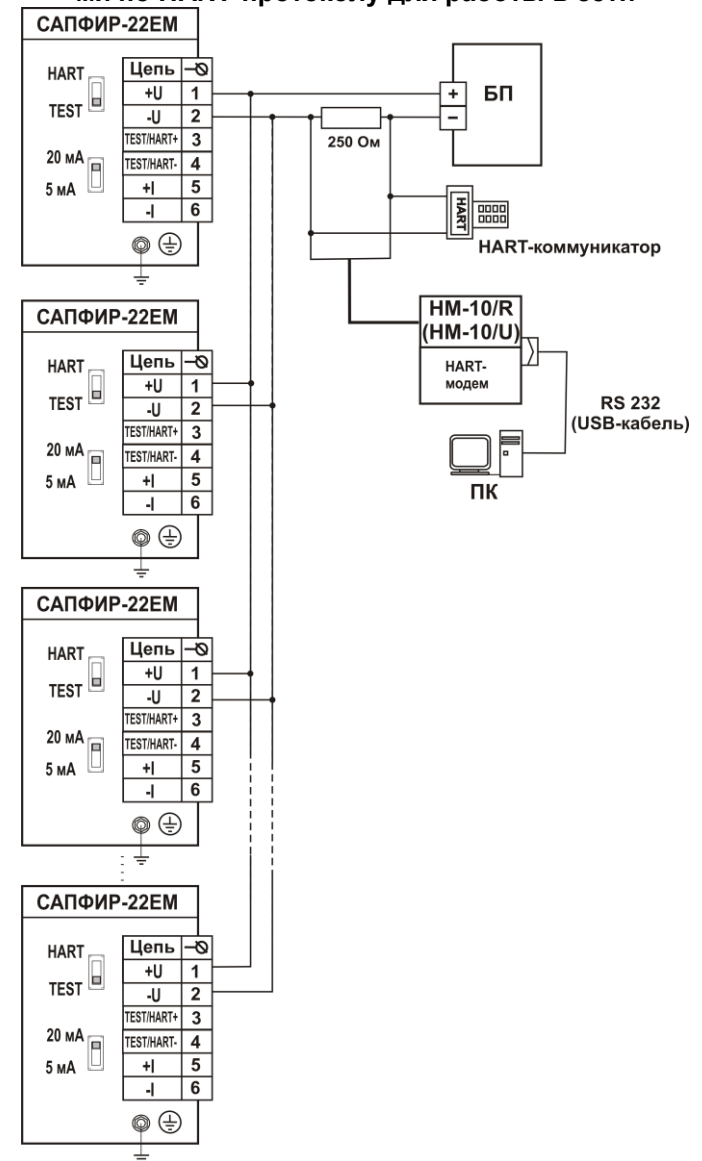 САПФИР-22ЕМ
HART
TEST
20 мА
5 мА
Цепь
+U 1
-U 2
TEST/HART+ 3
TEST/HART- 4
+I 5
-I 6
БП
+
−
250 Ом
HART
HART-коммуникатор
НМ-10/R
(НМ-10/U)
HART-
модем
RS 232
(USB-кабель)
ПК
САПФИР-22ЕМ
HART
TEST
20 мА
5 мА
Цепь
+U 1
-U 2
TEST/HART+ 3
TEST/HART- 4
+I 5
-I 6
САПФИР-22ЕМ
HART
TEST
20 мА
5 мА
Цепь
+U 1
-U 2
TEST/HART+ 3
TEST/HART- 4
+I 5
-I 6
САПФИР-22ЕМ
HART
TEST
20 мА
5 мА
Цепь
+U 1
-U 2
TEST/HART+ 3
TEST/HART- 4
+I 5
-I 6